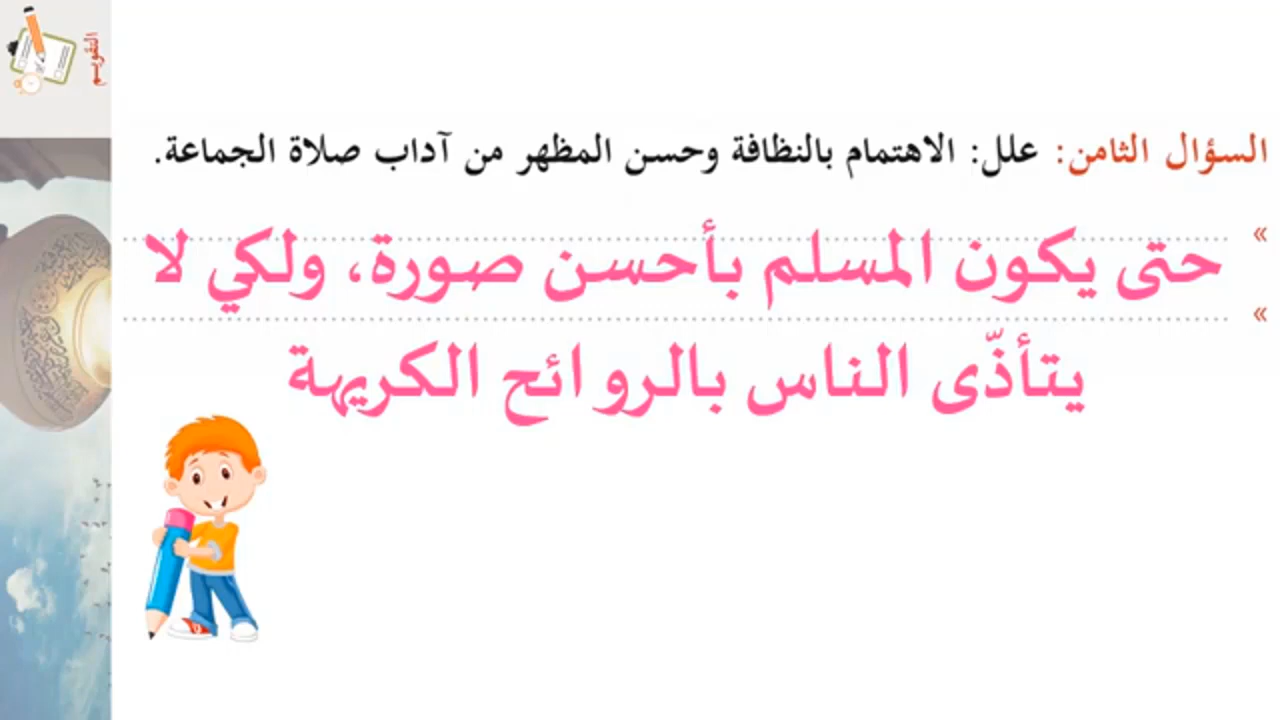 التقويم
السؤال الثامن: علل: الاهتمام بالنظافة وحسن المظهر من آداب صلاة الجماعة.
» حتى يكون المسلم بأحسن صورة، ولكي لا
» يتأذّى الناس بالروائح الكريهة